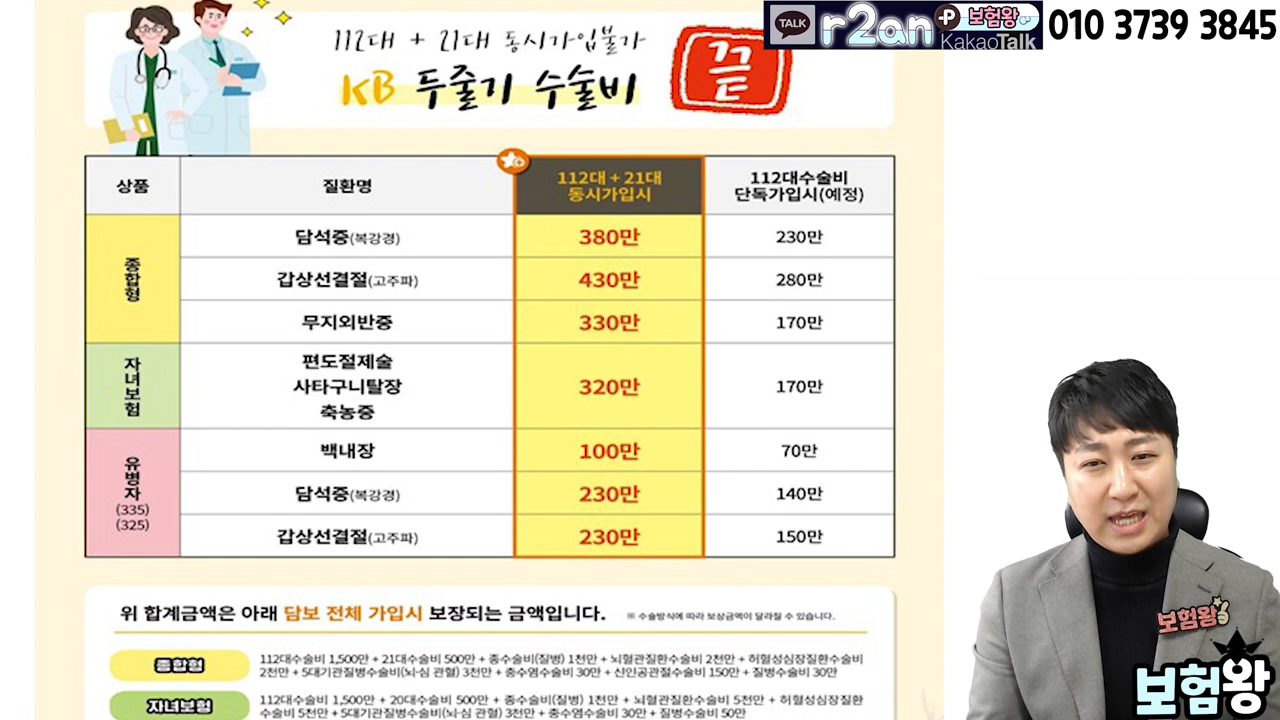 TALK r2an P 보험왕 KakaoTalk 010 3739 3845
112대 + 21대 동시가입불가
KB 두줄기 수술비
끝
상품 질환명 112대 + 21대 동시가입시 112대수술비 단독가입시(예정)
종합형
담석증(복강경) 380만 230만
갑상선결절(고주파) 430만 280만
무지외반증 330만 170만
자녀보험
편도절제술
사타구니탈장 320만 170만
축농증
유병자
(335)
(325)
백내장 100만 70만
담석증(복강경) 230만 140만
갑상선결절(고주파) 230만 150만
위 합계금액은 아래 담보 전체 가입시 보장되는 금액입니다. ※ 수술방식에 따라 보상금액이 달라질 수 있습니다.
종합형 112대수술비 1,500만 + 21대수술비 500만 + 종수술비(질병) 1천만 + 뇌혈관질환수술비 2천만 + 허혈성심장질환수술비
2천만 + 5대기관질병수술비(뇌·심 관혈) 3천만 + 충수염수술비 30만 + 신인공관절수술비 150만 + 질병수술비 30만
자녀보험 112대수술비 1,500만 + 20대수술비 500만 + 종수술비(질병) 1천만 + 뇌혈관질환수술비 5천만 + 허혈성심장질환
수술비 5천만 + 5대기관질병수술비(뇌·심 관혈) 3천만 + 충수염수술비 30만 + 질병수술비 50만
보험왕
보험왕